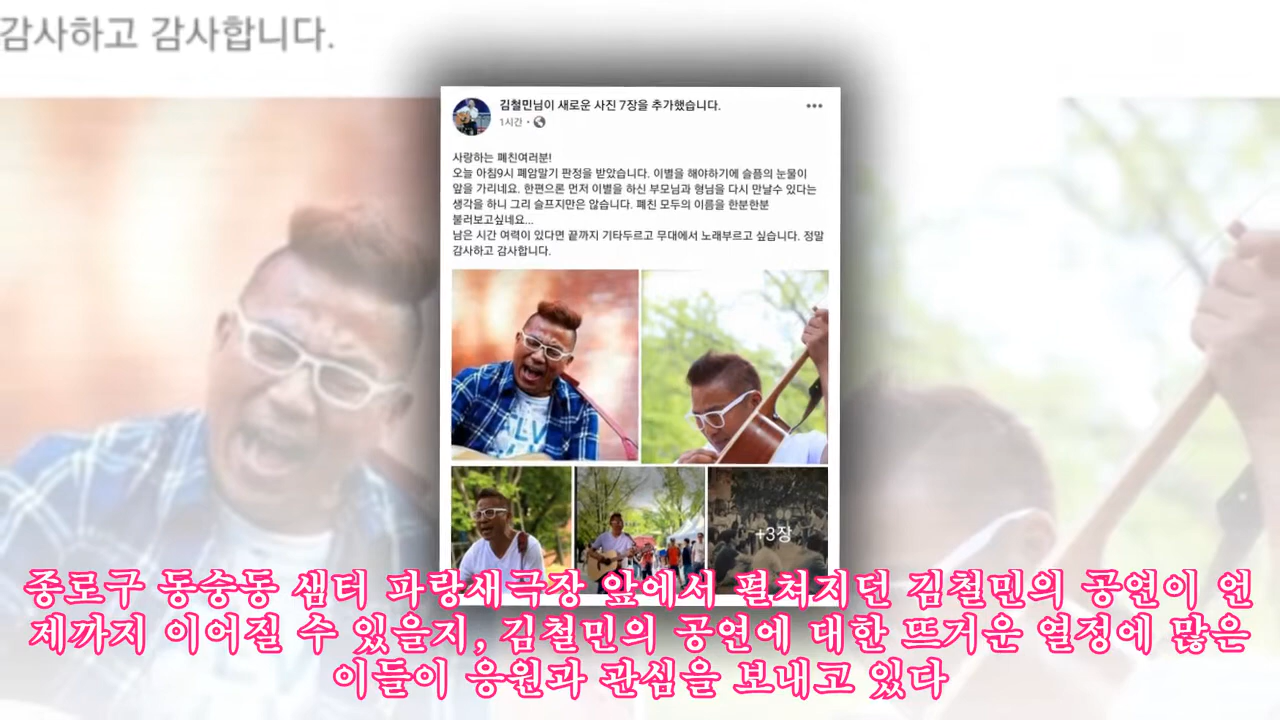 감사하고 감사합니다.
김철민님이 새로운 사진 7장을 추가했습니다.
1시간 ·
사랑하는 폐친여러분!
오늘 아침9시 폐암말기 판정을 받았습니다. 이별을 해야하기에 슬픔의 눈물이
앞을 가리네요. 한편으론 먼저 이별을 하신 부모님과 형님을 다시 만날수 있다는
생각을 하니 그리 슬프지만은 않습니다. 폐친 모두의 이름을 한분한분
불러보고싶네요...
남은 시간 여력이 있다면 끝까지 기타두르고 무대에서 노래부르고 싶습니다. 정말
감사하고 감사합니다.
+3장
종로구 동숭동 샘터 파랑새극장 앞에서 펼쳐지던 김철민의 공연이 언
제까지 이어질 수 있을지, 김철민의 공연에 대한 뜨거운 열정에 많은
이들이 응원과 관심을 보내고 있다